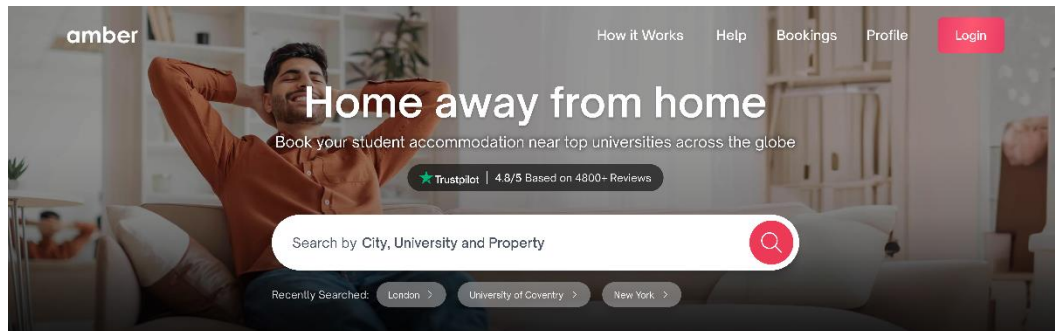 amber
How it Works Help Bookings Profile Login
Home away from home
Book your student accommodation near top universities across the globe
Trustpilot | 4.8/5 Based on 4800+ Reviews
Search by City, University and Property
Recently Searched: London > University of Coventry > New York >